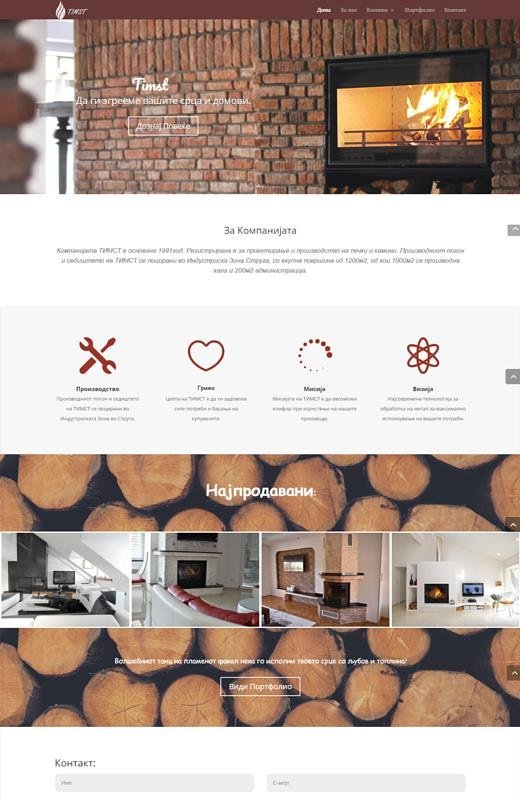 ТИМСТ
Дома За нас Камини Портфолио Контакт
Timst
Да ги згрееме вашите срца и домови.
Дознај Повеќе
За Компанијата
Компанијата ТИМСТ е основана 1991год. Регистрирана е за проектирање и производство на печки и камини. Производниот погон
и седиштето на ТИМСТ се лоцирани во Индустриска Зона Струга, со вкупна површина од 1200м2, од кои 1000м2 се производна
хала и 200м2 администрација.
Производство
Производниот погон и седиштето
на ТИМСТ се лоцирани во
Индустриската Зона во Струга.
Грижа
Целта на ТИМСТ е да ги задоволи
сите потреби и барања на
купувачите.
Мисија
Мисијата на ТИМСТ е да овозможи
комфор при користење на нашите
производи.
Визија
Најсовремена технологија за
обработка на метал за максимално
исполнување на вашите потреби.
Најпродавани:
Волшебниот танц на пламенот факел нека го исполни твоето срце со љубов и топлина!
Види Портфолио
Контакт:
Име
Е-маил